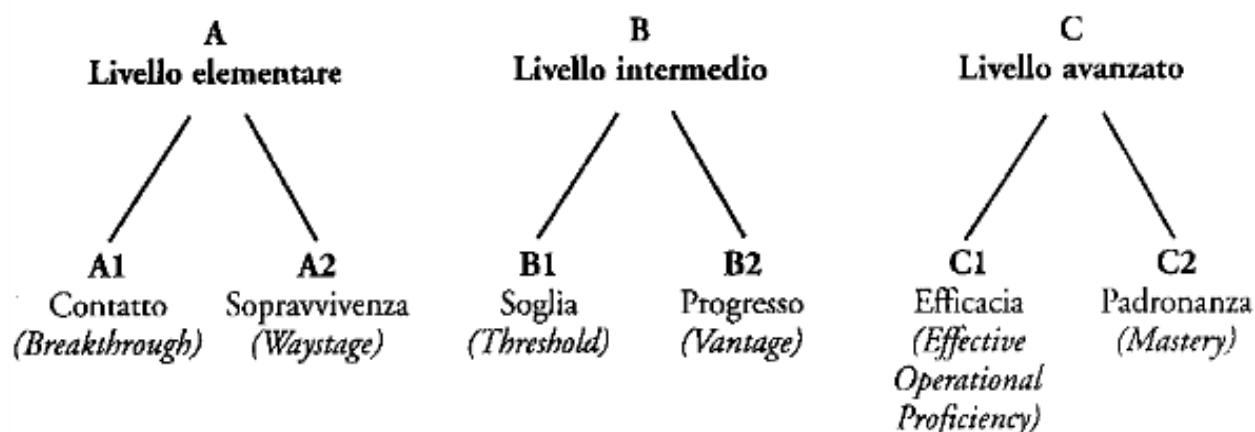 A
Livello elementare
B
Livello intermedio
C
Livello avanzato
A1
Contatto
(Breakthrough)
A2
Sopravvivenza
(Waystage)
B1
Soglia
(Threshold)
B2
Progresso
(Vantage)
C1
Efficacia
(Effective
Operational
Proficiency)
C2
Padronanza
(Mastery)